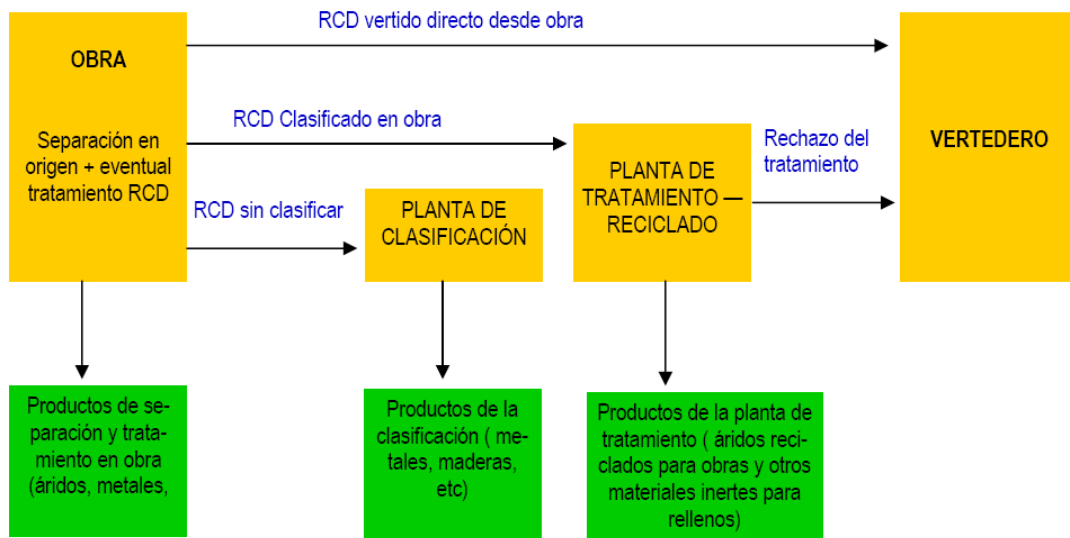 RCD vertido directo desde obra
OBRA
Separación en
origen + eventual
tratamiento RCD
RCD Clasificado en obra
RCD sin clasificar
PLANTA DE
CLASIFICACIÓN
PLANTA DE
TRATAMIENTO —
RECICLADO
Rechazo del
tratamiento
VERTEDERO
Productos de se-
paración y trata-
miento en obra
(áridos, metales,
Productos de la
clasificación ( me-
tales, maderas,
etc)
Productos de la planta de
tratamiento ( áridos reci-
clados para obras y otros
materiales inertes para
rellenos)